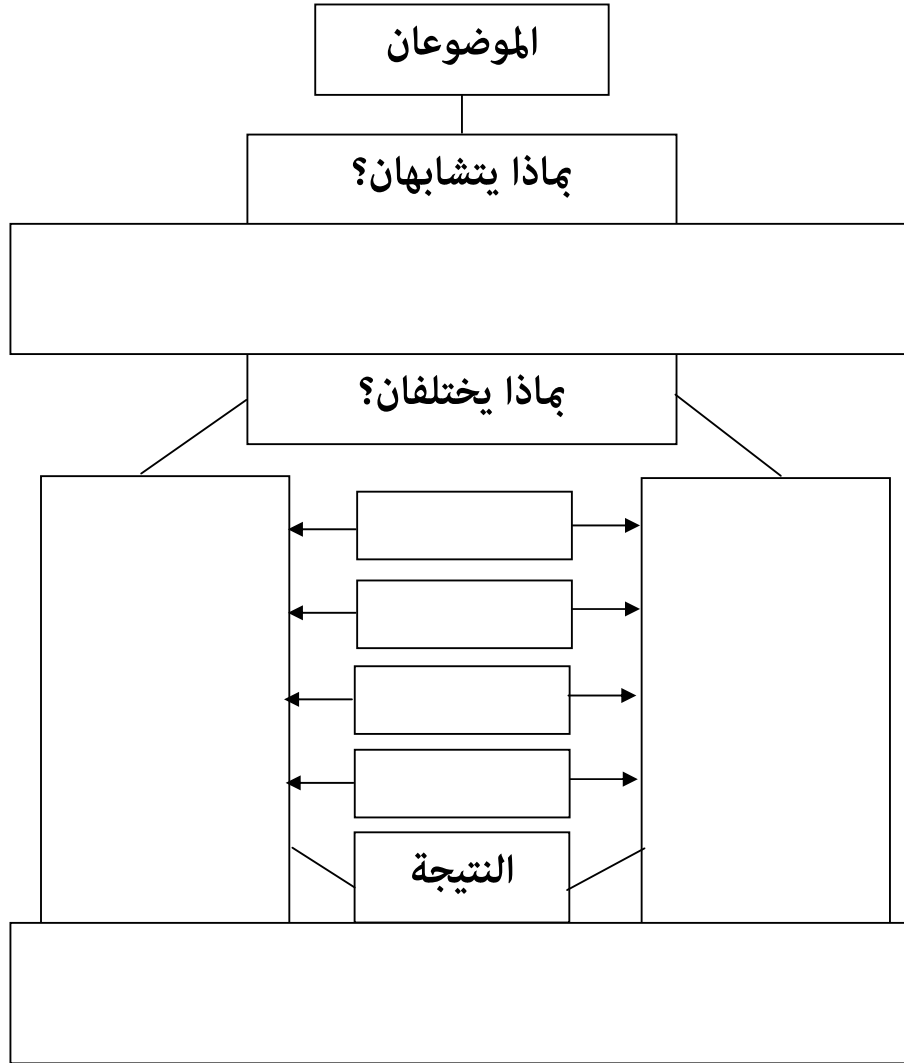 الموضوعان
بماذا يتشابهان؟
بماذا يختلفان؟
النتيجة